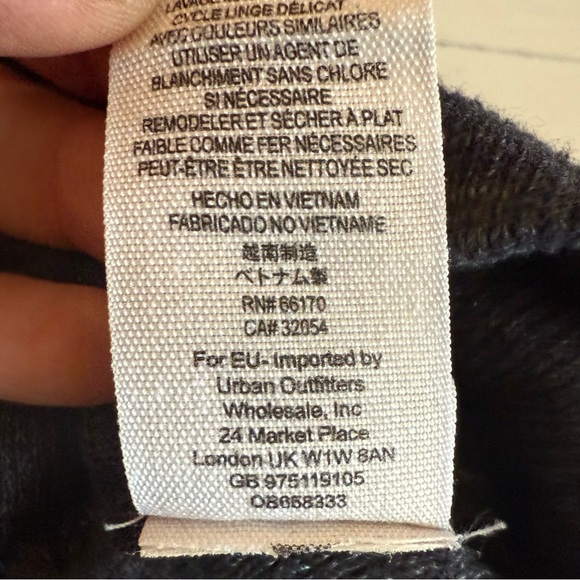 LAVAGE
CYCLE LINGE DÉLICAT
AVEC COULEURS SIMILAIRES
UTILISER UN AGENT DE
BLANCHIMENT SANS CHLORE
SI NÉCESSAIRE
REMODELER ET SÉCHER À PLAT
FAIBLE COMME FER NÉCESSAIRES
PEUT-ÊTRE ÊTRE NETTOYÉE SEC
HECHO EN VIETNAM
FABRICADO NO VIETNAME
越南制造
ベトナム製
RN# 66170
CA# 32054
For EU- Imported by
Urban Outfitters
Wholesale, Inc
24 Market Place
London UK W1W 8AN
GB 975119105
OB658333